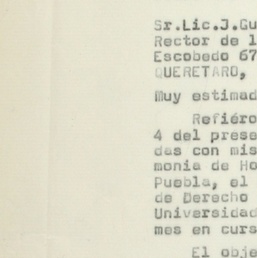 Sr.Lic.J.Gu
Rector de l
Escobedo 67
QUERETARO,
Muy estimad
Refiéro
4 del prese
das con mis
monia de Ho
Puebla, el
de Derecho
Universidad
mes en curs
El obje